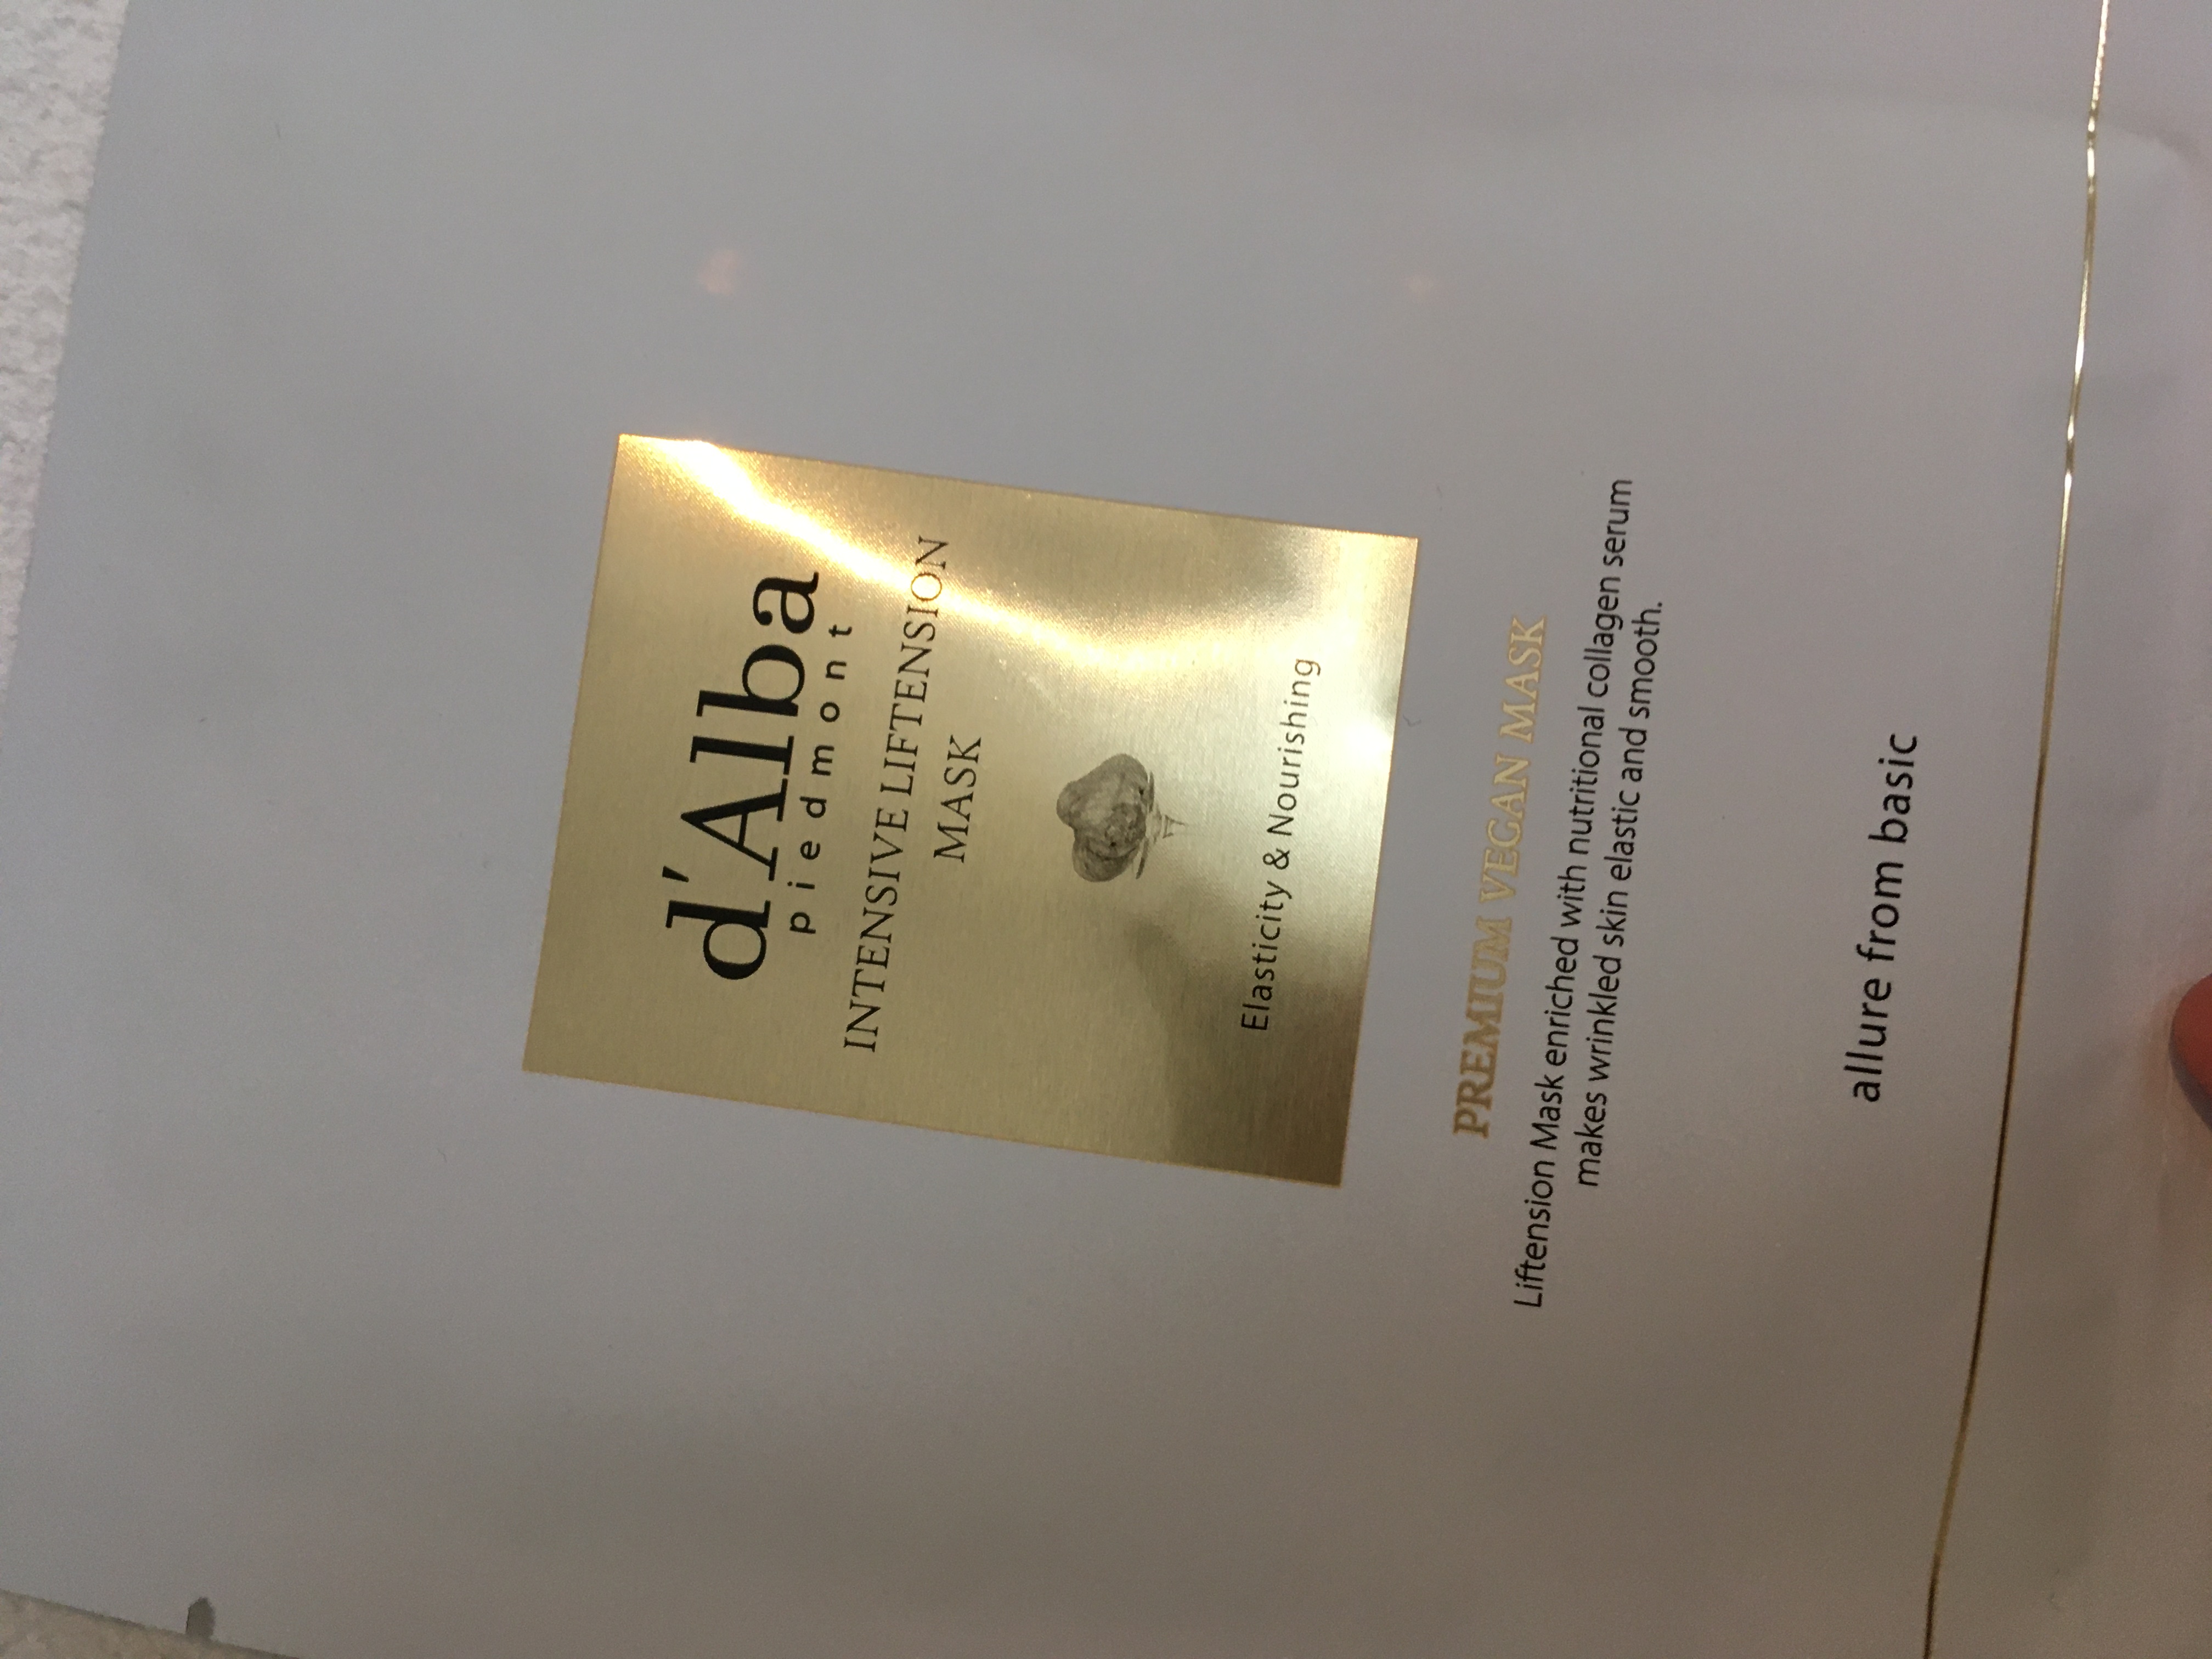 d'Alba
piedmont
INTENSIVE LIFTENSION
MASK
Elasticity & Nourishing
PREMIUM VEGAN MASK
Liftension Mask enriched with nutritional collagen serum
makes wrinkled skin elastic and smooth.
allure from basic